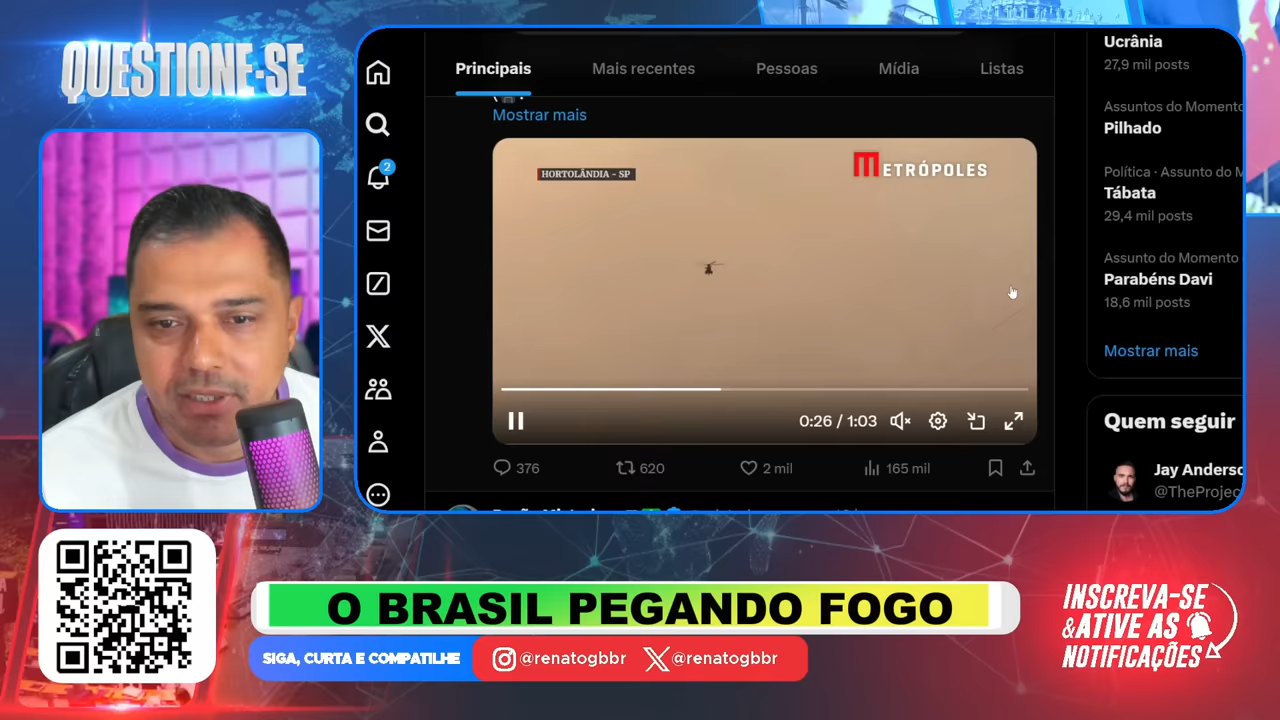 QUESTIONE-SE
Principais
Mais recentes
Pessoas
Mídia
Listas
Mostrar mais
HORTOLÂNDIA – SP
METRÓPOLES
0:26 / 1:03
376
620
2 mil
165 mil
2
Ucrânia
27,9 mil posts
Assuntos do Momento
Pilhado
Política · Assunto do M
Tábata
29,4 mil posts
Assunto do Momento
Parabéns Davi
18,6 mil posts
Mostrar mais
Quem seguir
Jay Anderso
@TheProjec
O BRASIL PEGANDO FOGO
SIGA, CURTA E COMPATILHE
@renatogbbr
@renatogbbr
INSCREVA-SE
&ATIVE AS
NOTIFICAÇÕES